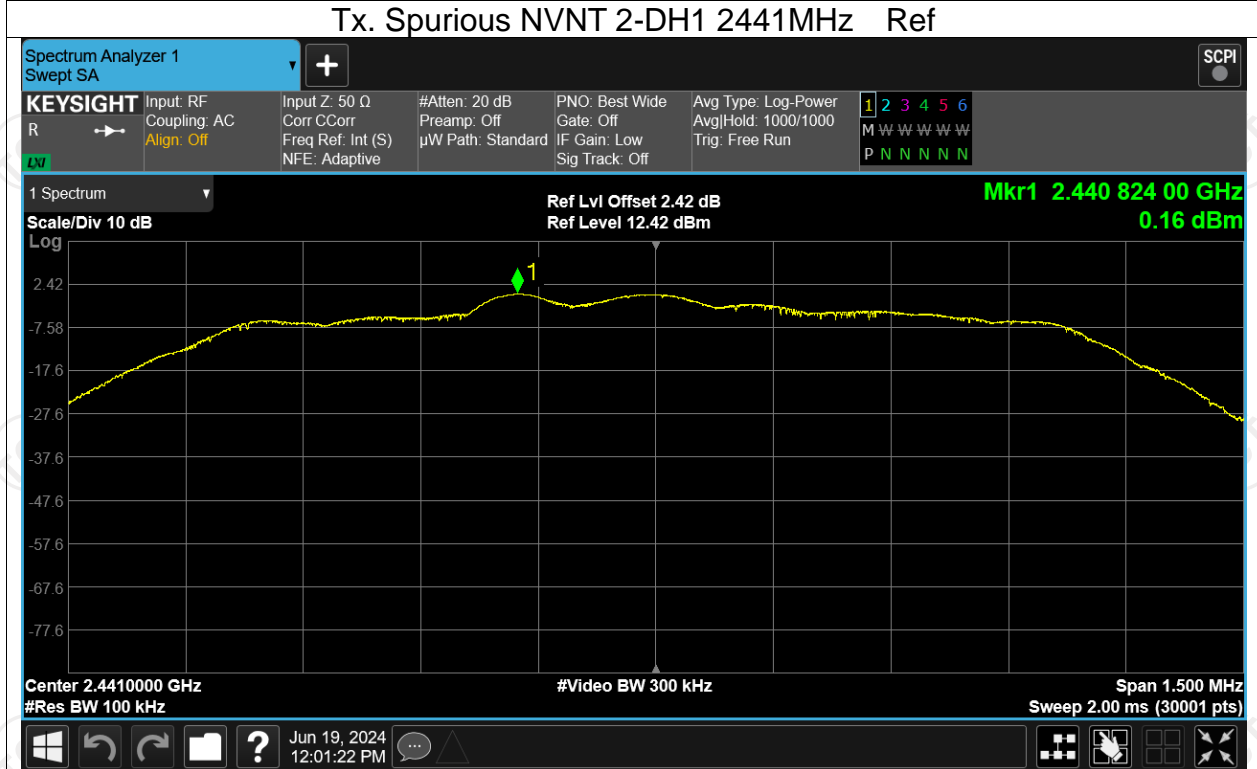 Tx. Spurious NVNT 2-DH1 2441MHz Ref
Spectrum Analyzer 1
Swept SA
+
SCPI
KEYSIGHT
R
LXI
Input: RF
Coupling: AC
Align: Off
Input Z: 50 Ω
Corr CCorr
Freq Ref: Int (S)
NFE: Adaptive
#Atten: 20 dB
Preamp: Off
µW Path: Standard
PNO: Best Wide
Gate: Off
IF Gain: Low
Sig Track: Off
Avg Type: Log-Power
Avg|Hold: 1000/1000
Trig: Free Run
1 2 3 4 5 6
M W W W W W
P N N N N N
1 Spectrum
Scale/Div 10 dB
Ref Lvl Offset 2.42 dB
Ref Level 12.42 dBm
Mkr1 2.440 824 00 GHz
0.16 dBm
Log
1
2.42
-7.58
-17.6
-27.6
-37.6
-47.6
-57.6
-67.6
-77.6
Center 2.4410000 GHz
#Res BW 100 kHz
#Video BW 300 kHz
Span 1.500 MHz
Sweep 2.00 ms (30001 pts)
?
Jun 19, 2024
12:01:22 PM